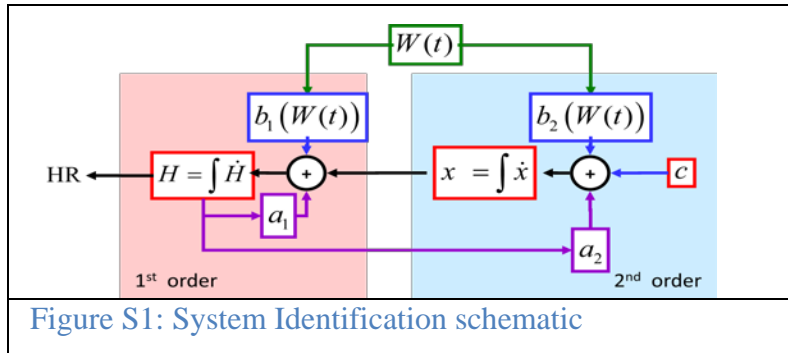 W(t)
b₁(W(t)) b₂(W(t))
HR H = ∫Ḣ + x = ∫ẋ + c
a₁
a₂
1st order 2nd order
Figure S1: System Identification schematic